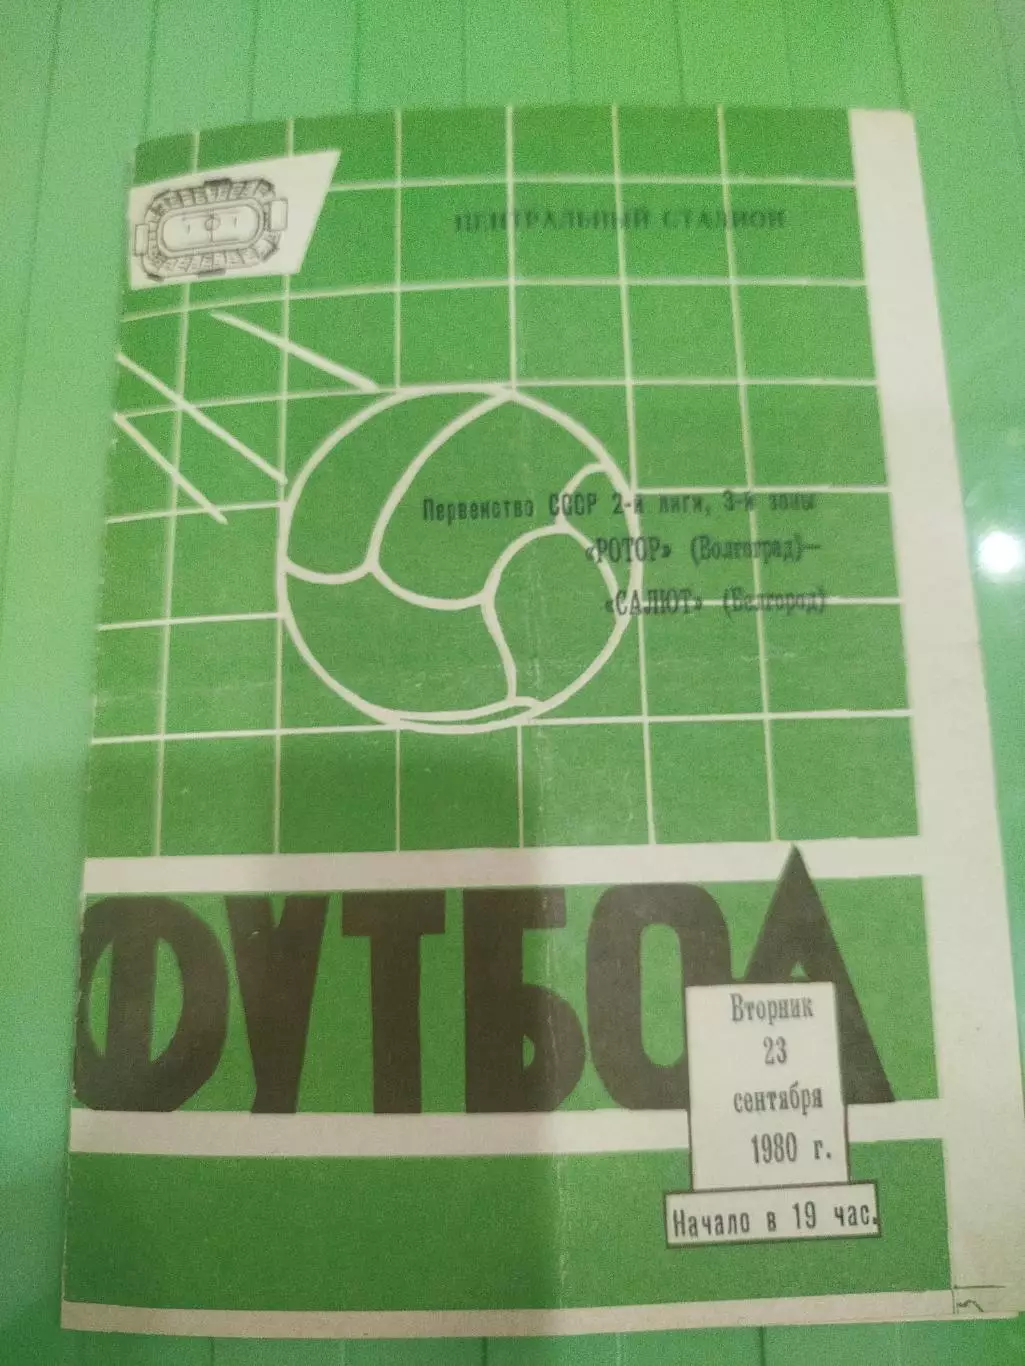 ЦЕНТРАЛЬНЫЙ СТАДИОН
Первенство СССР 2-й лиги, 3-й зоны
«РОТОР» (Волгоград)—
«САЛЮТ» (Белгород)
ФУТБОЛ
Вторник
23
сентября
1980 г.
Начало в 19 час.